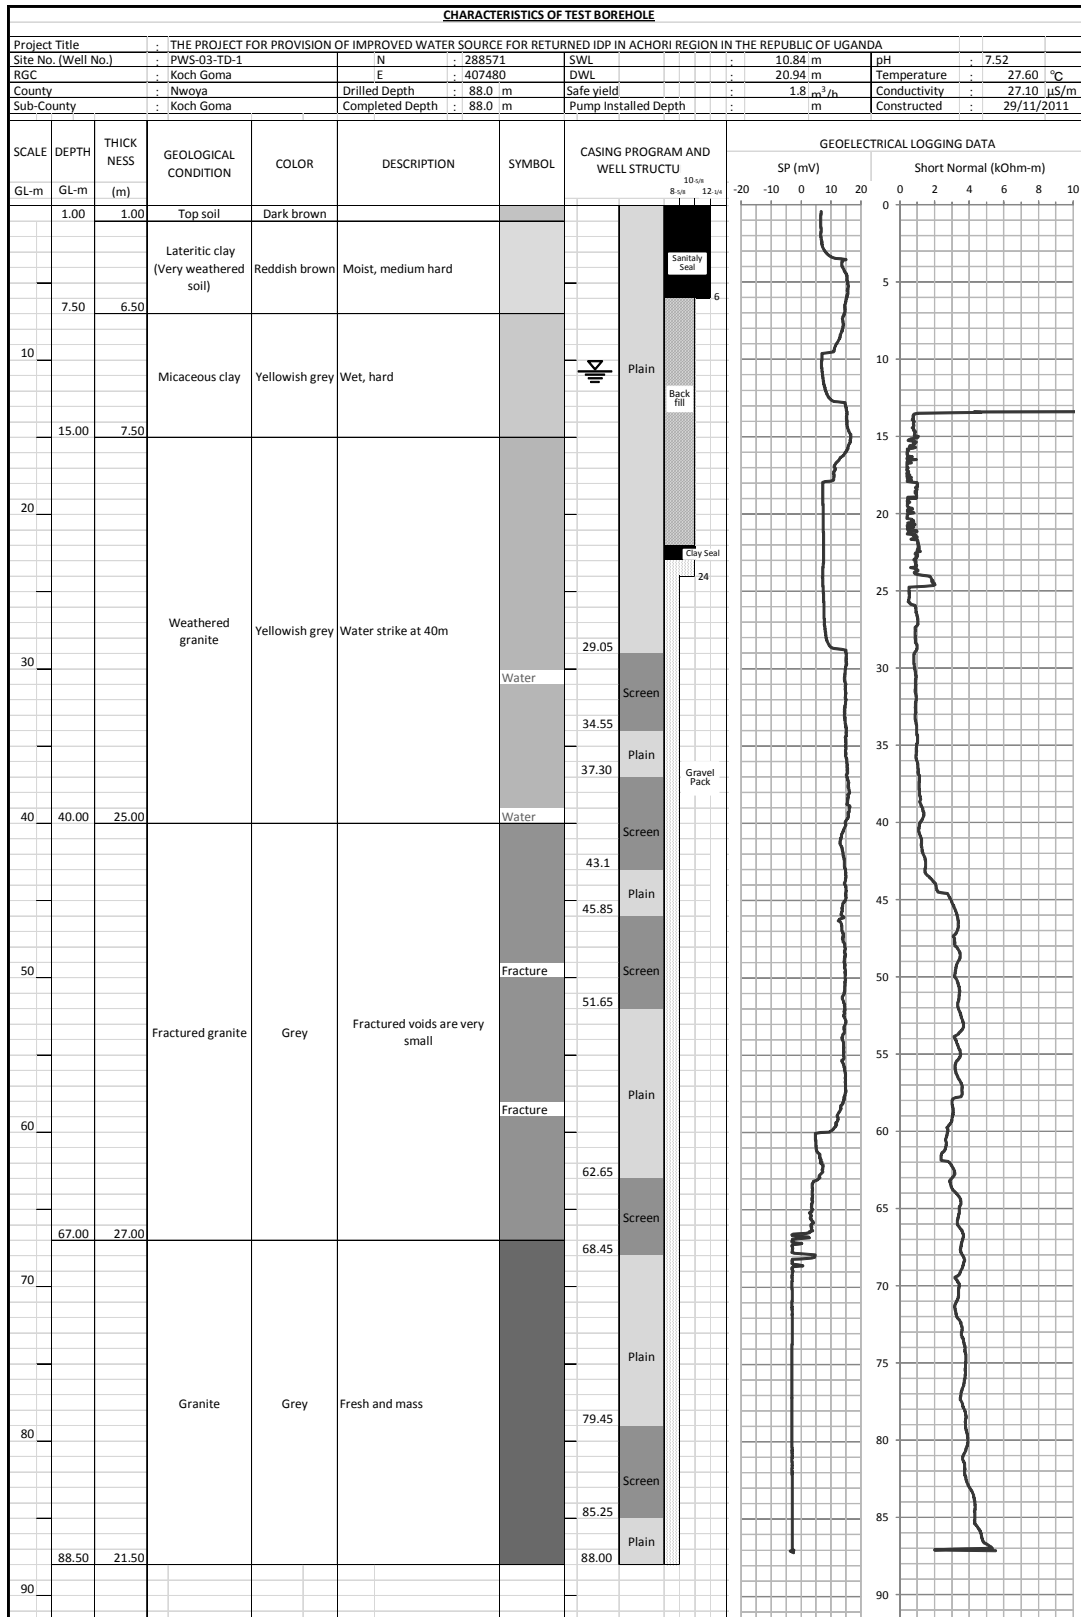 CHARACTERISTICS OF TEST BOREHOLE
Project Title : THE PROJECT FOR PROVISION OF IMPROVED WATER SOURCE FOR RETURNED IDP IN ACHORI REGION IN THE REPUBLIC OF UGANDA
Site No. (Well No.) : PWS-03-TD-1 N : 288571 SWL : 10.84 m pH : 7.52
RGC : Koch Goma E : 407480 DWL : 20.94 m Temperature : 27.60 ℃
County : Nwoya Drilled Depth : 88.0 m Safe yield : 1.8 m³/h Conductivity : 27.10 μS/m
Sub-County : Koch Goma Completed Depth : 88.0 m Pump Installed Depth : m Constructed : 29/11/2011
SCALE DEPTH THICK NESS GEOLOGICAL CONDITION COLOR DESCRIPTION SYMBOL CASING PROGRAM AND WELL STRUCTU GEOELECTRICAL LOGGING DATA
SP (mV) Short Normal (kOhm-m)
GL-m GL-m (m) 8-5/8 10-5/8 12-1/4 -20 -10 0 10 20 0 2 4 6 8 10
0
1.00 1.00 Top soil Dark brown
Lateritic clay
(Very weathered soil) Reddish brown Moist, medium hard
Sanitaly Seal
5
6
7.50 6.50
10 10
Micaceous clay Yellowish grey Wet, hard Plain
Back fill
15.00 7.50 15
20 20
Clay Seal
24
25
Weathered granite Yellowish grey Water strike at 40m
29.05
30 30
Water
Screen
34.55
35
Plain
37.30
Gravel Pack
40 40.00 25.00 Water 40
Screen
43.1
Plain
45
45.85
50 Fracture Screen 50
51.65
Fractured granite Grey Fractured voids are very small
55
Plain
Fracture
60 60
62.65
Screen 65
67.00 27.00
68.45
70 70
Plain 75
Granite Grey Fresh and mass
79.45
80 80
Screen
85.25 85
Plain
88.50 21.50 88.00
90 90